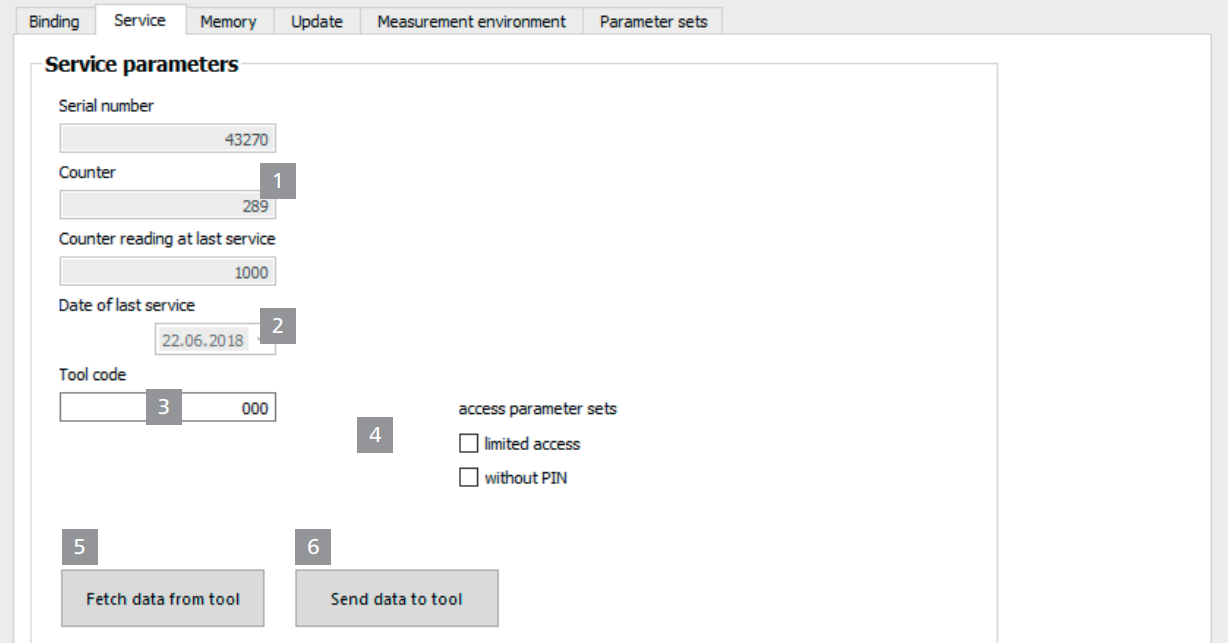 Binding Service Memory Update Measurement environment Parameter sets
Service parameters
Serial number
43270
Counter
1
289
Counter reading at last service
1000
Date of last service
2
22.06.2018
Tool code
3
000
access parameter sets
4
limited access
without PIN
5 6
Fetch data from tool Send data to tool